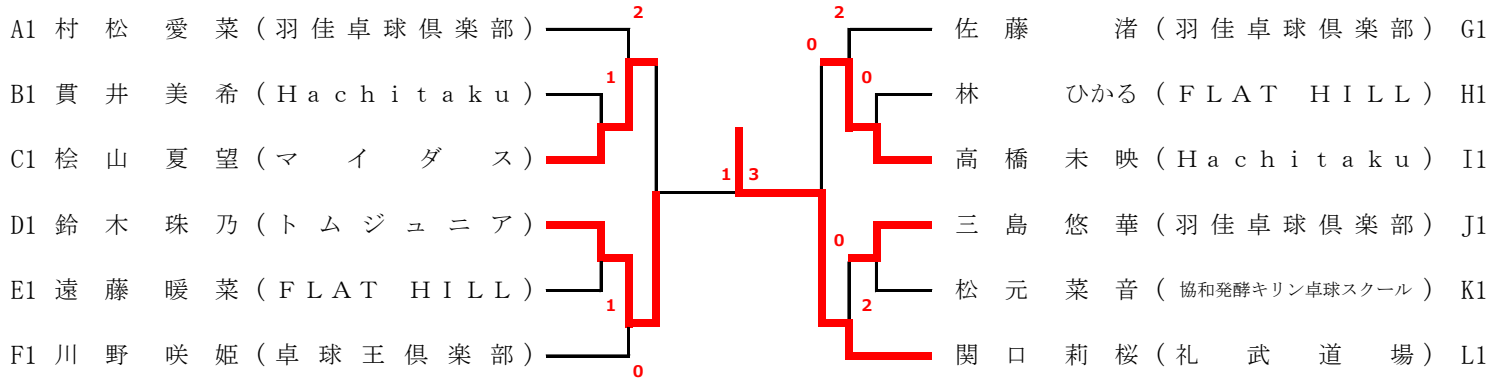 2
A1 村松愛菜(羽佳卓球倶楽部)
1
B1 貫井美希(Hachitaku)
C1 桧山夏望(マイダス)
D1 鈴木珠乃(トムジュニア)
E1 遠藤暖菜(FLAT HILL)
1
F1 川野咲姫(卓球王倶楽部)
0
1 3
2
佐藤渚(羽佳卓球倶楽部) G1
0
0
林ひかる(FLAT HILL) H1
高橋未映(Hachitaku) I1
三島悠華(羽佳卓球倶楽部) J1
0
松元菜音(協和発酵キリン卓球スクール) K1
2
関口莉桜(礼武道場) L1